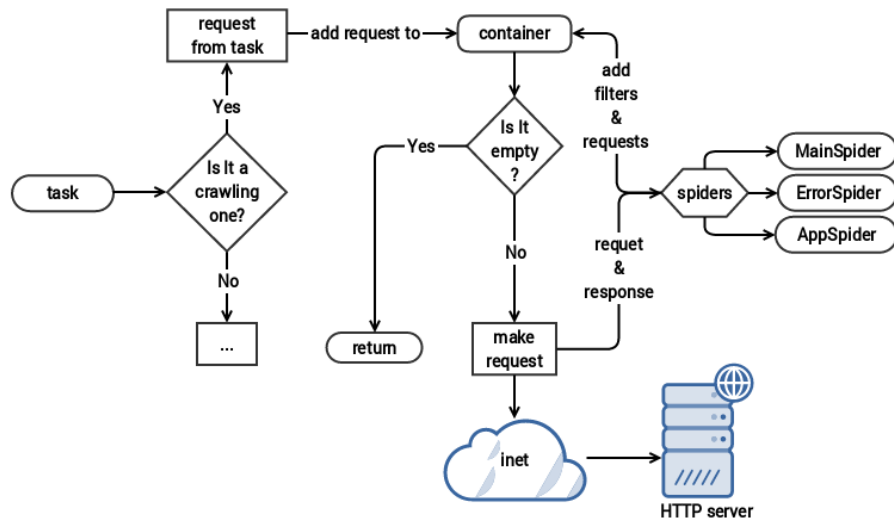 request
from task
add request to
container
Yes
add
filters
&
requests
Is It
empty
?
Yes
Is It a
crawling
one?
task
MainSpider
spiders
ErrorSpider
AppSpider
No
No
requet
&
response
...
return
make
request
inet
HTTP server